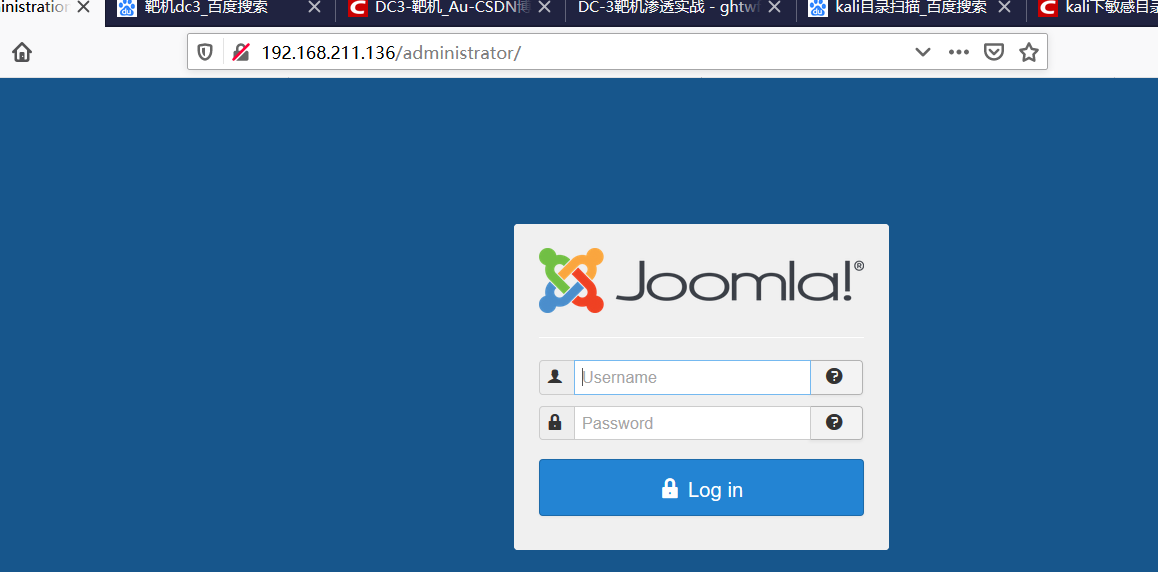 ninistration
靶机dc3_百度搜索
DC3-靶机_Au-CSDN博
DC-3靶机渗透实战 - ghtwf
kali目录扫描_百度搜索
kali下敏感目录
192.168.211.136/administrator/
Joomla!®
Username
Password
Log in